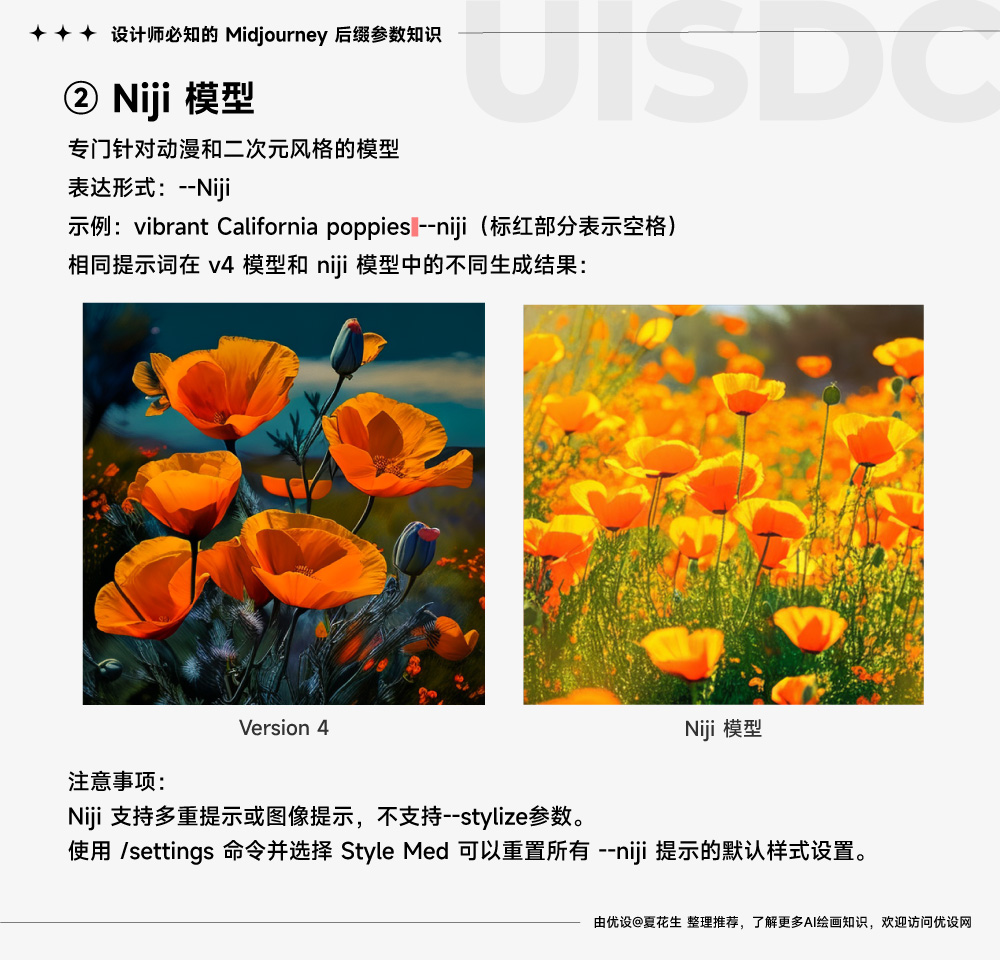 设计师必知的 Midjourney 后缀参数知识
UISDC
② Niji 模型
专门针对动漫和二次元风格的模型
表达形式：--Niji
示例：vibrant California poppies --niji（标红部分表示空格）
相同提示词在 v4 模型和 niji 模型中的不同生成结果：
Version 4
Niji 模型
注意事项：
Niji 支持多重提示或图像提示，不支持--stylize参数。
使用 /settings 命令并选择 Style Med 可以重置所有 --niji 提示的默认样式设置。
由优设@夏花生 整理推荐，了解更多AI绘画知识，欢迎访问优设网